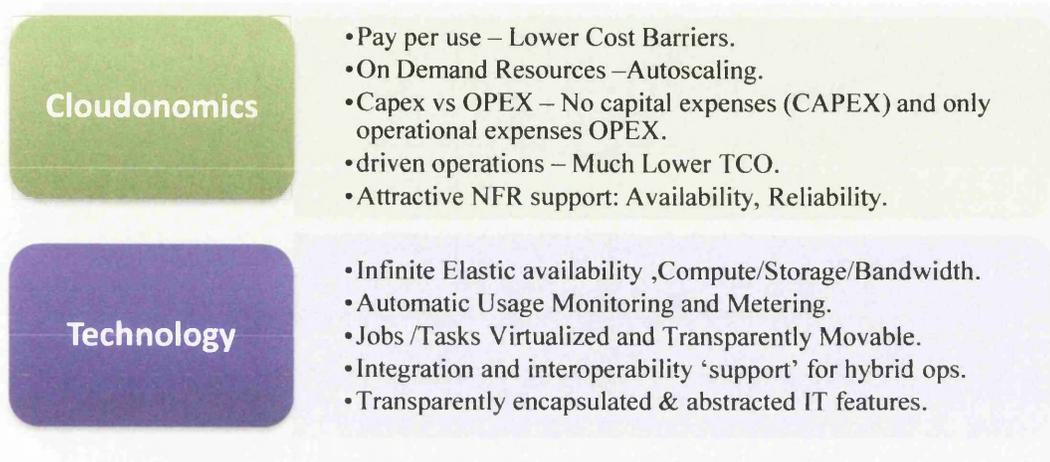 Cloudonomics
•Pay per use – Lower Cost Barriers.
•On Demand Resources –Autoscaling.
•Capex vs OPEX – No capital expenses (CAPEX) and only
operational expenses OPEX.
•driven operations – Much Lower TCO.
•Attractive NFR support: Availability, Reliability.
Technology
•Infinite Elastic availability ,Compute/Storage/Bandwidth.
•Automatic Usage Monitoring and Metering.
•Jobs /Tasks Virtualized and Transparently Movable.
•Integration and interoperability ‘support’ for hybrid ops.
•Transparently encapsulated & abstracted IT features.